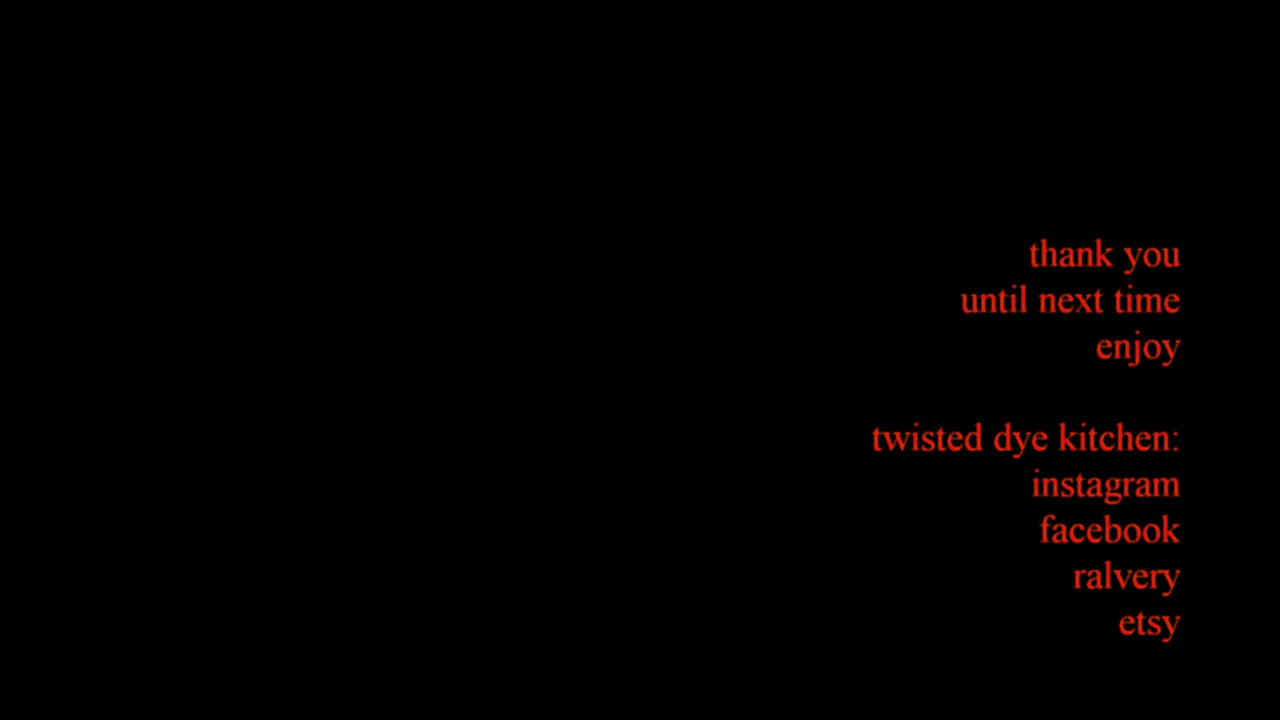 thank you
until next time
enjoy
twisted dye kitchen:
instagram
facebook
ralvery
etsy